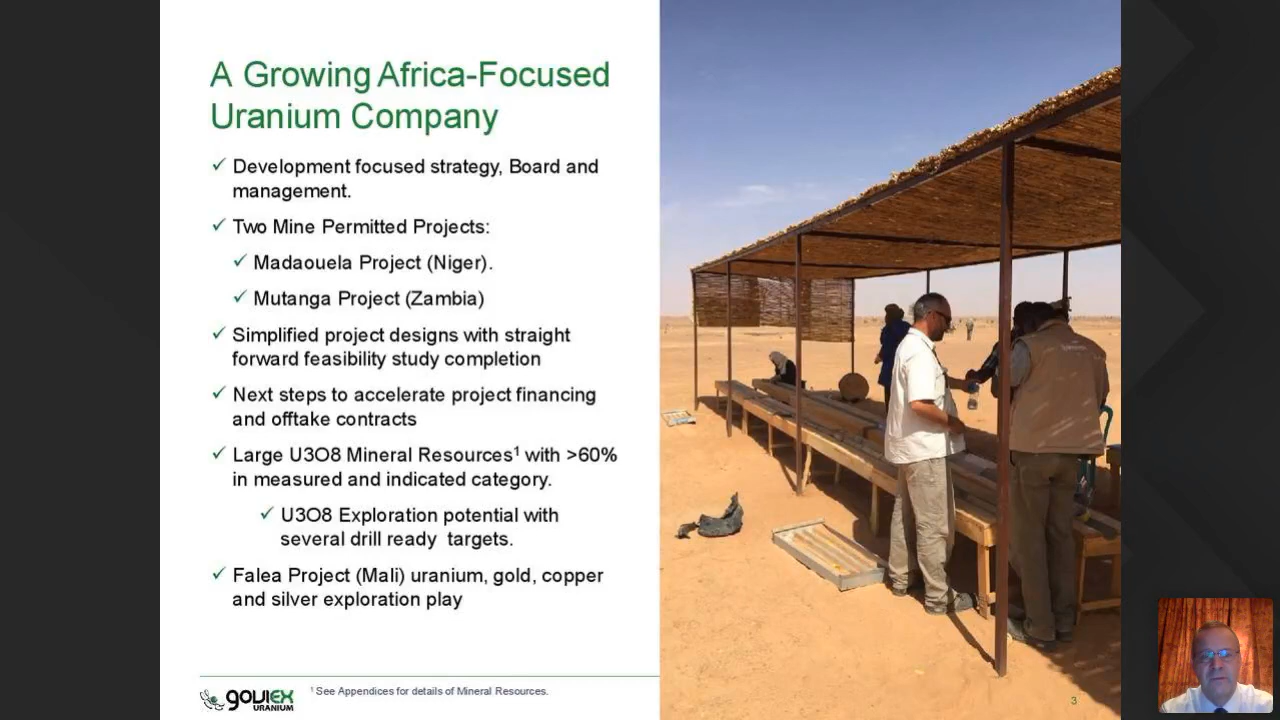 A Growing Africa-Focused
Uranium Company
✓ Development focused strategy, Board and
management.
✓ Two Mine Permitted Projects:
✓ Madaouela Project (Niger).
✓ Mutanga Project (Zambia)
✓ Simplified project designs with straight
forward feasibility study completion
✓ Next steps to accelerate project financing
and offtake contracts
✓ Large U3O8 Mineral Resources¹ with >60%
in measured and indicated category.
✓ U3O8 Exploration potential with
several drill ready targets.
✓ Falea Project (Mali) uranium, gold, copper
and silver exploration play
goviex
URANIUM
¹ See Appendices for details of Mineral Resources.
3